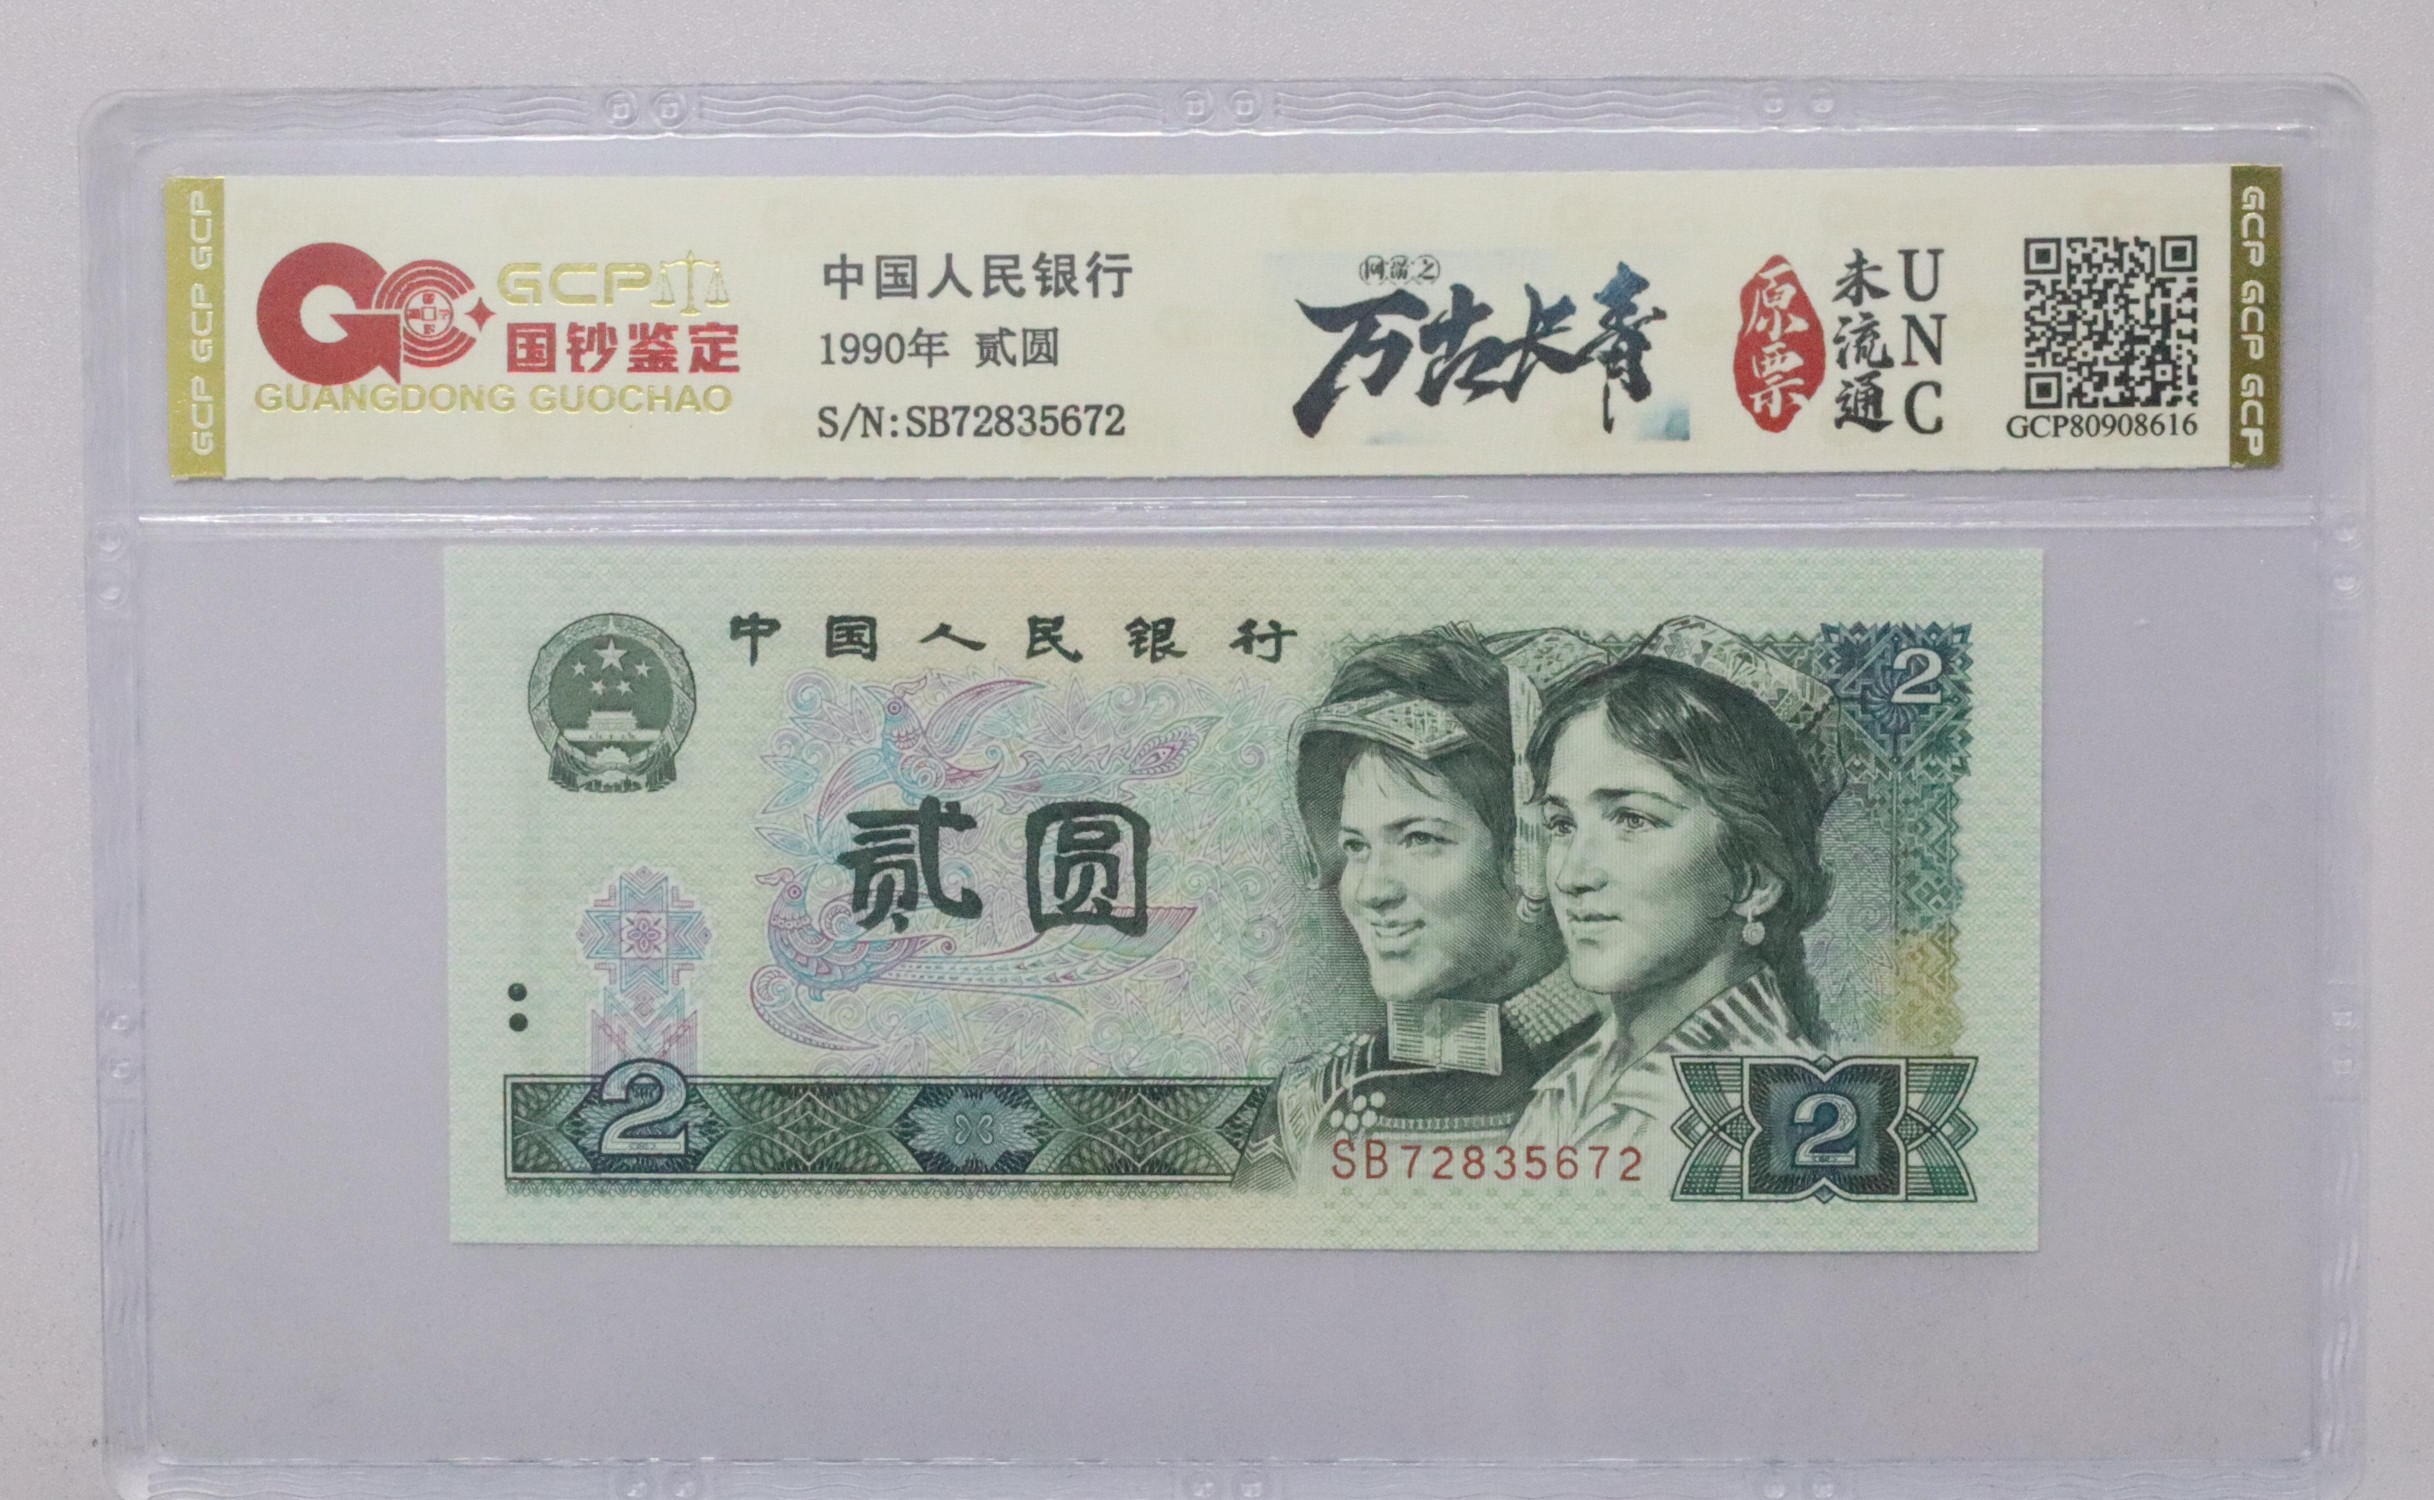 GCP GCP GCP
GCP
国钞鉴定
GUANGDONG GUOCHAO
中国人民银行
1990年 贰圆
S/N:SB72835672
万古长青
原票
未流通
UNC
GCP80908616
GCP GCP GCP
中国人民银行
2
贰圆
2
SB72835672
2